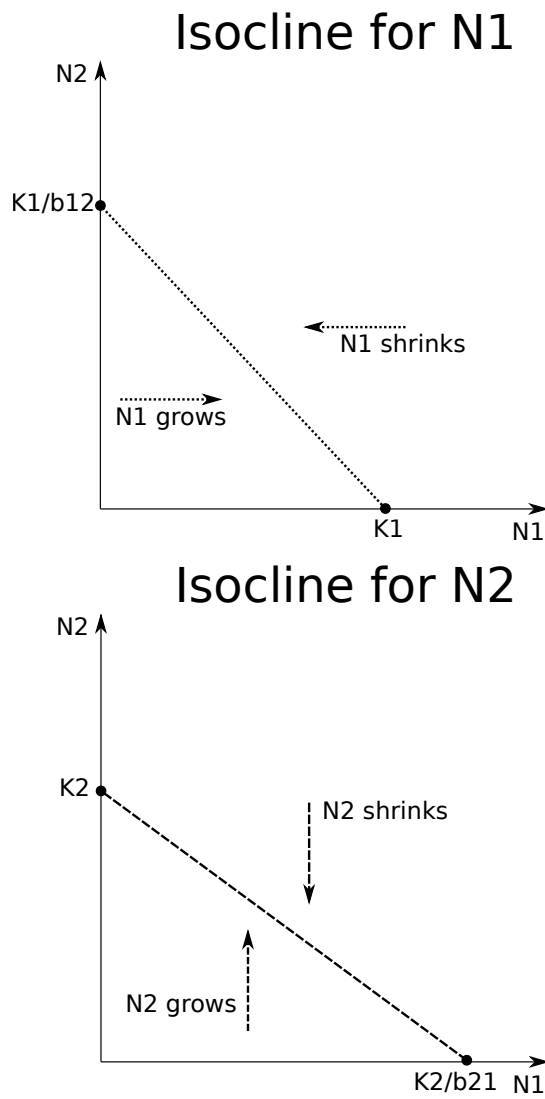 Isocline for N1
N2
K1/b12
N1 shrinks
N1 grows
K1
N1
Isocline for N2
N2
K2
N2 shrinks
N2 grows
K2/b21
N1